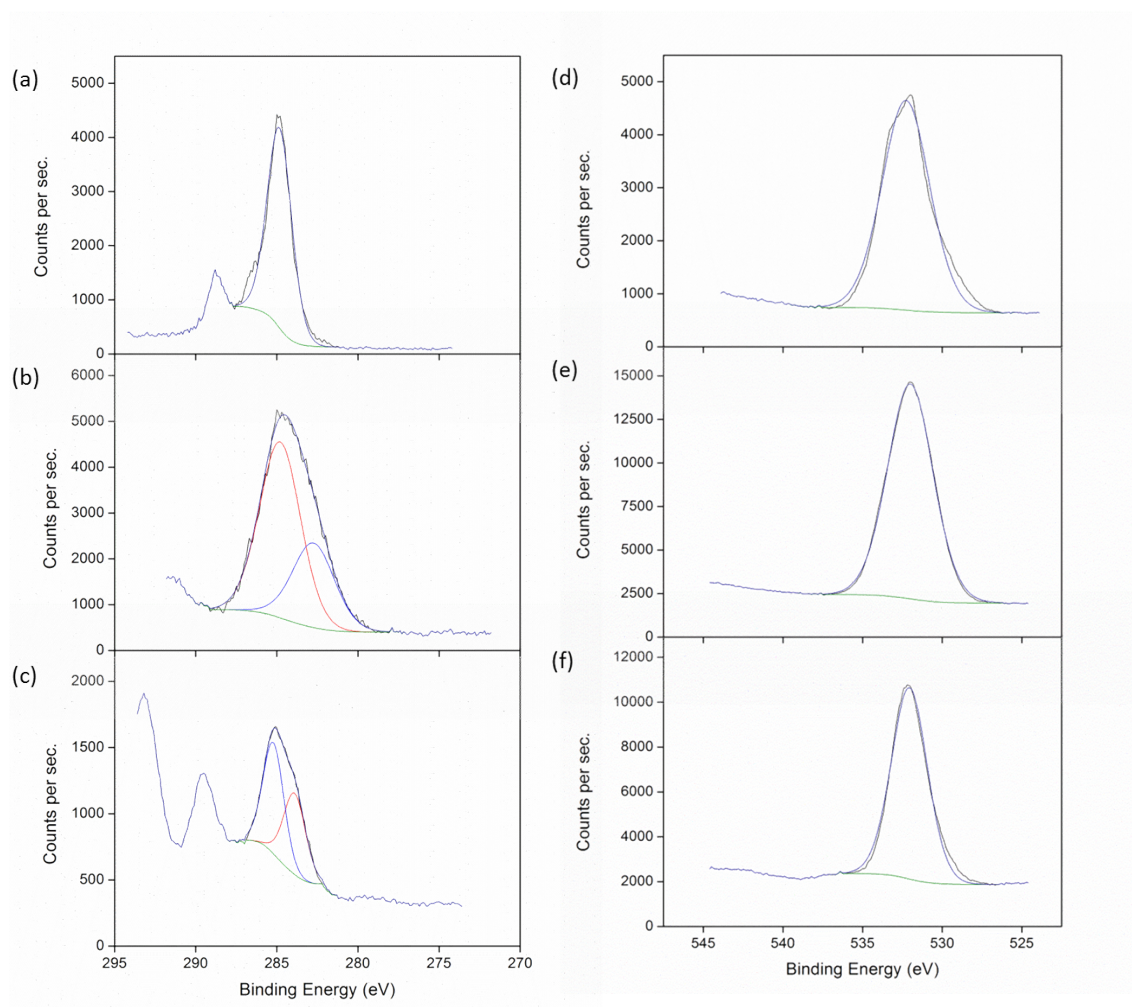 (a)
5000
4000
3000
2000
1000
0
Counts per sec.
(b)
6000
5000
4000
3000
2000
1000
0
Counts per sec.
(c)
2000
1500
1000
500
0
Counts per sec.
295 290 285 280 275 270
Binding Energy (eV)
(d)
5000
4000
3000
2000
1000
0
Counts per sec.
(e)
15000
12500
10000
7500
5000
2500
0
Counts per sec.
(f)
12000
10000
8000
6000
4000
2000
0
Counts per sec.
545 540 535 530 525
Binding Energy (eV)